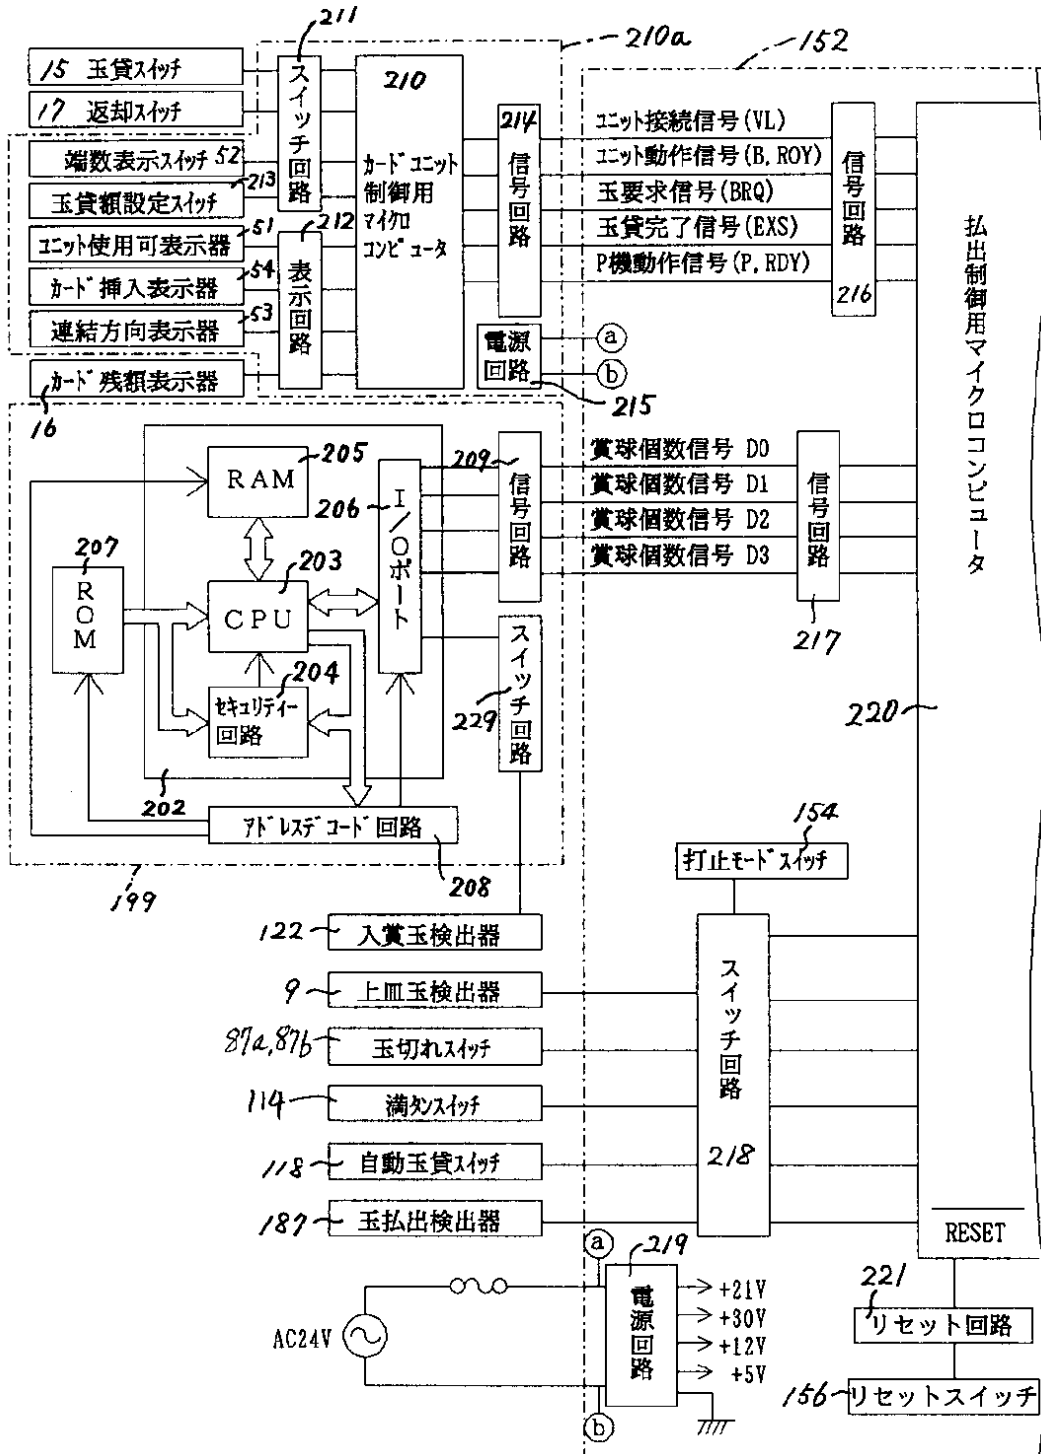 211
210a
152
15 玉貸スイッチ
17 返却スイッチ
端数表示スイッチ 52
213
玉貸額設定スイッチ
51
ユニット使用可表示器
54
カード挿入表示器
53
連結方向表示器
カード残額表示器
16
スイッチ回路
212
表示回路
210
カードユニット
制御用
マイクロ
コンピュータ
214
信号回路
電源
回路
215
ⓐ
ⓑ
ユニット接続信号(VL)
ユニット動作信号(B,ROY)
玉要求信号(BRQ)
玉貸完了信号(EXS)
P機動作信号(P,RDY)
信号回路
216
払出制御用マイクロコンピュータ
220
205
RAM
206
I/Oポート
209
信号回路
207
ROM
203
CPU
204
セキュリティー
回路
229
スイッチ回路
202
アドレスデコード回路
208
199
賞球個数信号 D0
賞球個数信号 D1
賞球個数信号 D2
賞球個数信号 D3
信号回路
217
154
打止モードスイッチ
122 入賞玉検出器
9 上皿玉検出器
87a,87b 玉切れスイッチ
114 満タンスイッチ
118 自動玉貸スイッチ
187 玉払出検出器
スイッチ回路
218
RESET
221
リセット回路
156 リセットスイッチ
ⓐ
219
AC24V
電源回路
+21V
+30V
+12V
+5V
ⓑ